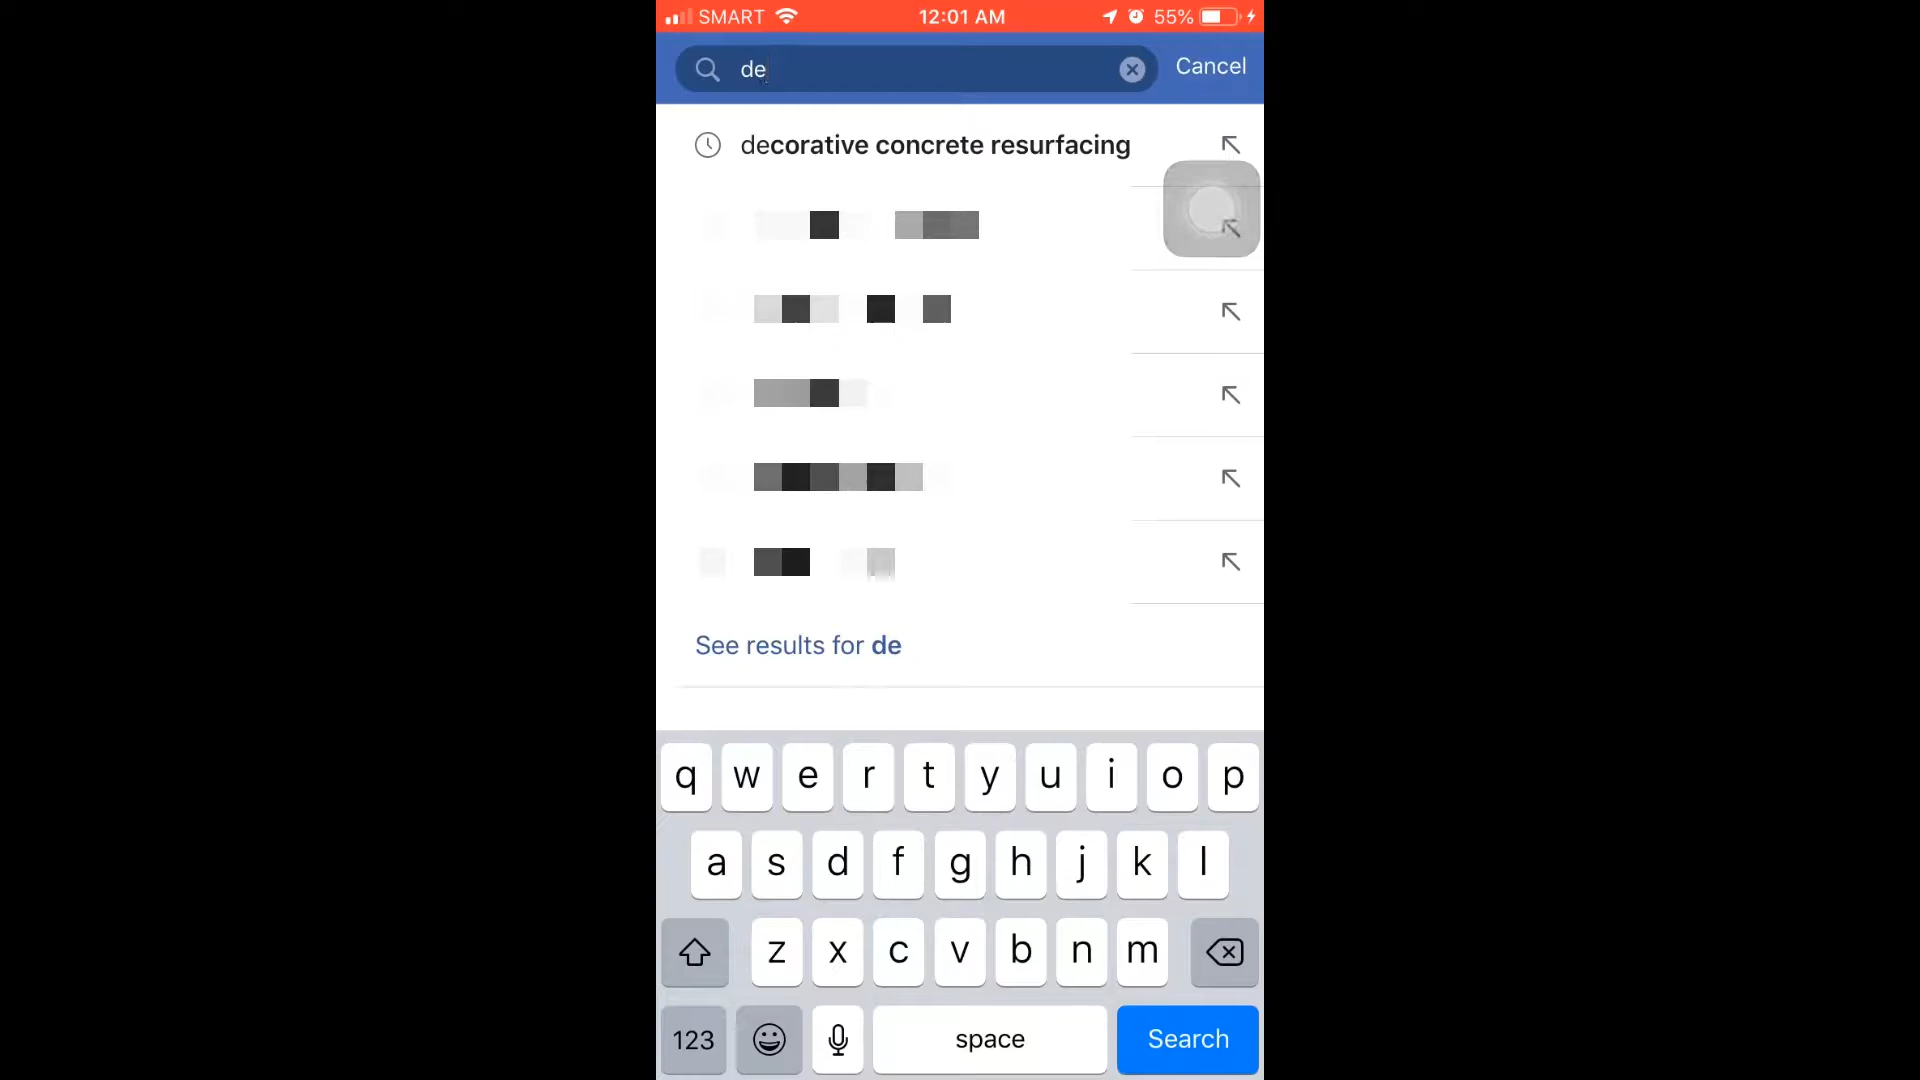 SMART 12:01 AM 55%
de Cancel
decorative concrete resurfacing
See results for de
q w e r t y u i o p
a s d f g h j k l
z x c v b n m
123 space Search